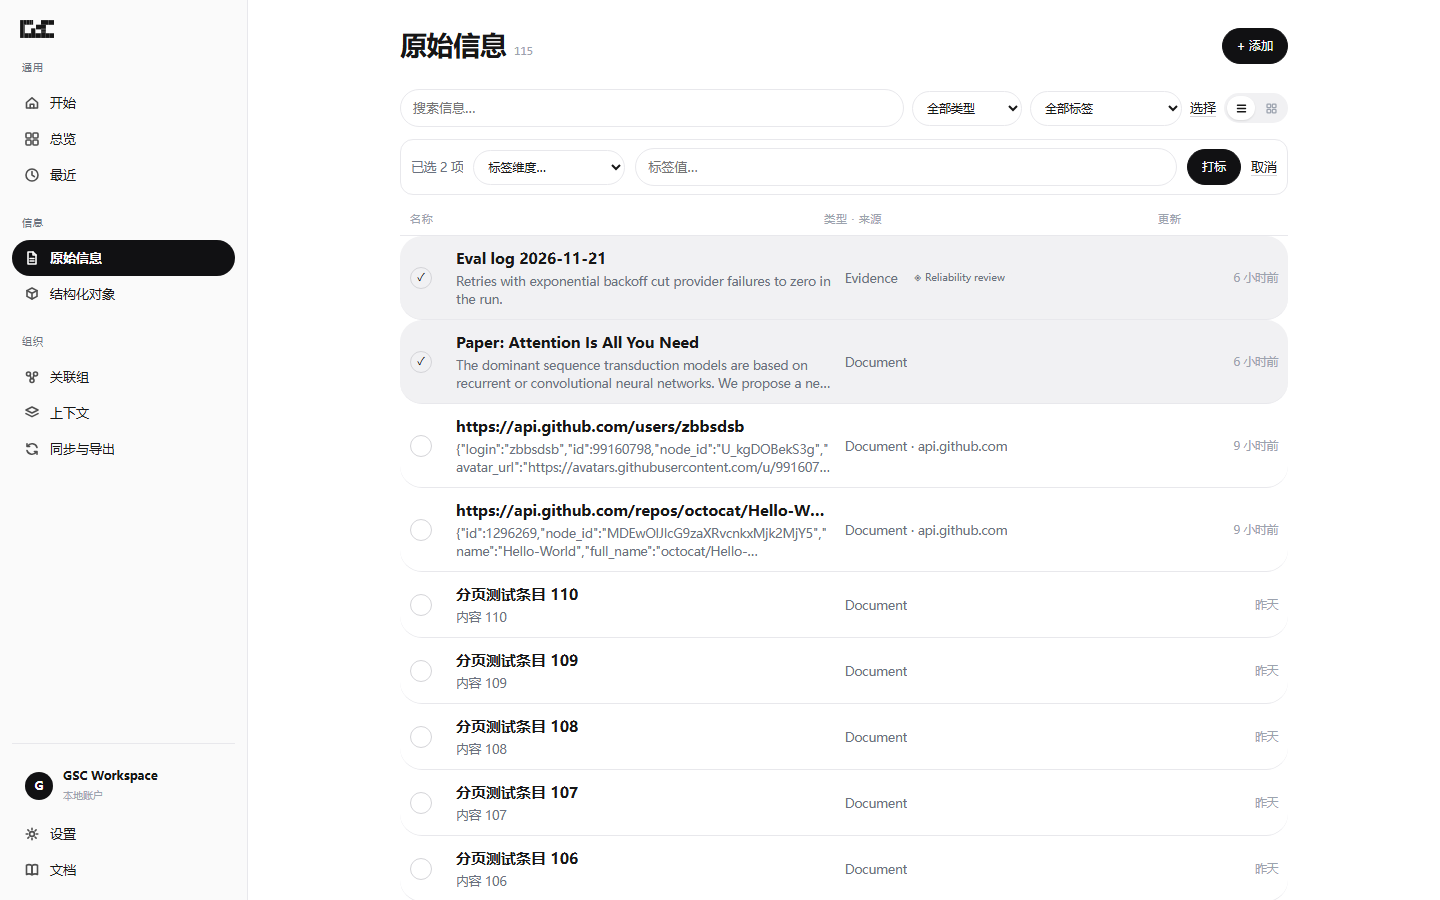 GSC
通用
开始
总览
最近
信息
原始信息
结构化对象
组织
关联组
上下文
同步与导出
G
GSC Workspace
本地账户
设置
文档
原始信息 115
+ 添加
搜索信息...
全部类型
全部标签
选择
已选 2 项
标签维度...
标签值...
打标
取消
名称
类型 · 来源
更新
Eval log 2026-11-21
Retries with exponential backoff cut provider failures to zero in
the run.
Evidence
Reliability review
6 小时前
Paper: Attention Is All You Need
The dominant sequence transduction models are based on
recurrent or convolutional neural networks. We propose a ne...
Document
6 小时前
https://api.github.com/users/zbbsdsb
{"login":"zbbsdsb","id":99160798,"node_id":"U_kgDOBekS3g","
avatar_url":"https://avatars.githubusercontent.com/u/991607...
Document · api.github.com
9 小时前
https://api.github.com/repos/octocat/Hello-W...
{"id":1296269,"node_id":"MDEwOlJlcG9zaXRvcnkxMjk2MjY5","
name":"Hello-World","full_name":"octocat/Hello-...
Document · api.github.com
9 小时前
分页测试条目 110
内容 110
Document
昨天
分页测试条目 109
内容 109
Document
昨天
分页测试条目 108
内容 108
Document
昨天
分页测试条目 107
内容 107
Document
昨天
分页测试条目 106
内容 106
Document
昨天